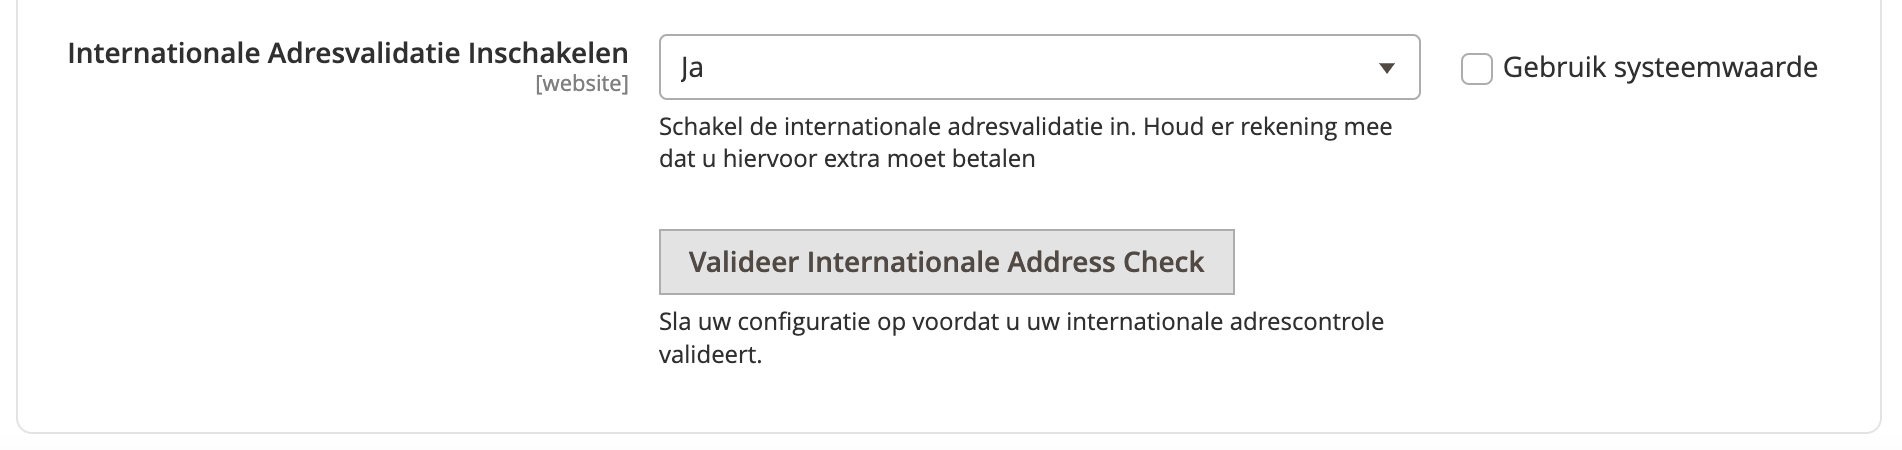 Internationale Adresvalidatie Inschakelen
[website]
Ja
Gebruik systeemwaarde
Schakel de internationale adresvalidatie in. Houd er rekening mee
dat u hiervoor extra moet betalen
Valideer Internationale Address Check
Sla uw configuratie op voordat u uw internationale adrescontrole
valideert.